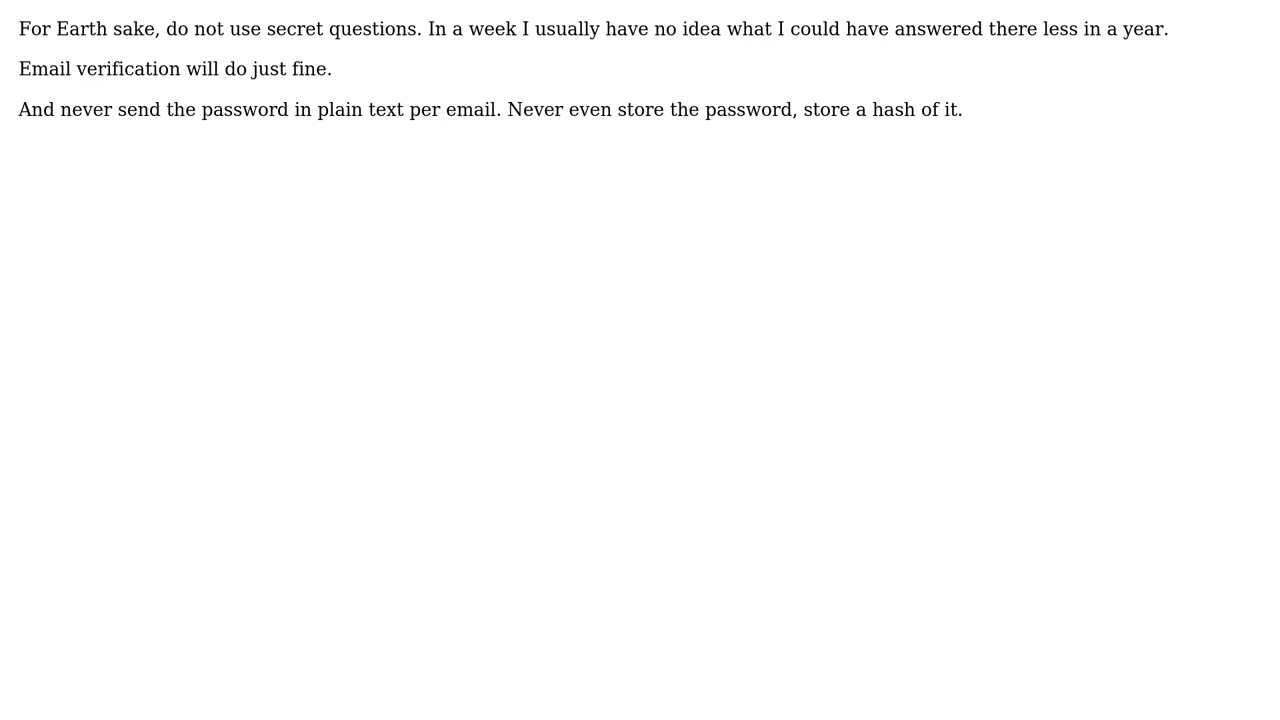 For Earth sake, do not use secret questions. In a week I usually have no idea what I could have answered there less in a year.
Email verification will do just fine.
And never send the password in plain text per email. Never even store the password, store a hash of it.